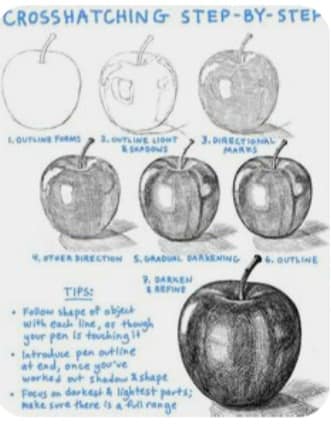 CROSSHATCHING STEP-BY-STEP
1. OUTLINE FORMS
2. OUTLINE LIGHT
& SHADOWS
3. DIRECTIONAL
MARKS
4. OTHER DIRECTION
5. GRADUAL DARKENING
6. OUTLINE
7. DARKEN
& REFINE
TIPS:
• Follow shape of object
with each line, as though
your pen is touching it
• Introduce pen outline
at end, once you've
worked out shadow & shape
• Focus on darkest & lightest parts;
make sure there is a full range